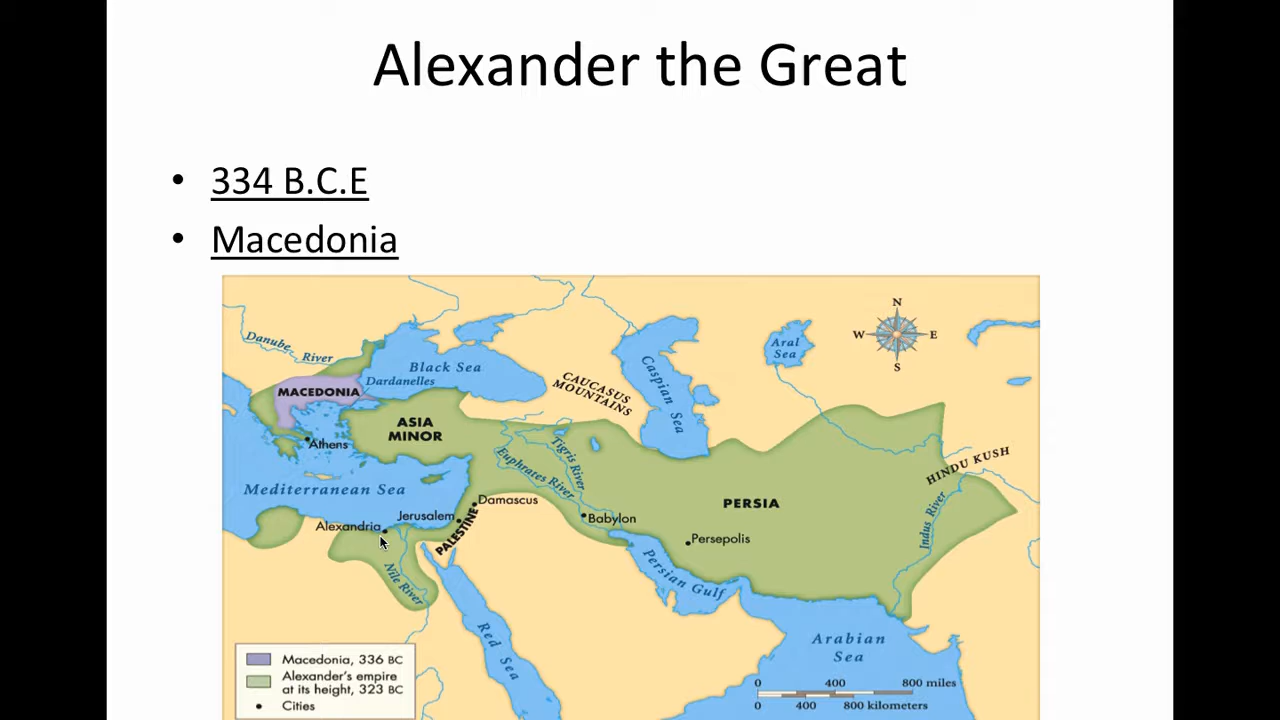 Alexander the Great
• 334 B.C.E
• Macedonia
N
W E
S
Danube
River
Black Sea
Dardanelles
MACEDONIA
Aral
Sea
Caspian Sea
CAUCASUS
MOUNTAINS
ASIA
MINOR
Athens
Tigris River
Euphrates River
HINDU KUSH
Mediterranean Sea
Damascus
PERSIA
Indus River
Alexandria
Jerusalem
PALESTINE
Babylon
Persepolis
Nile River
Persian Gulf
Red Sea
Arabian
Sea
Macedonia, 336 BC
Alexander's empire
at its height, 323 BC
Cities
0 400 800 miles
0 400 800 kilometers